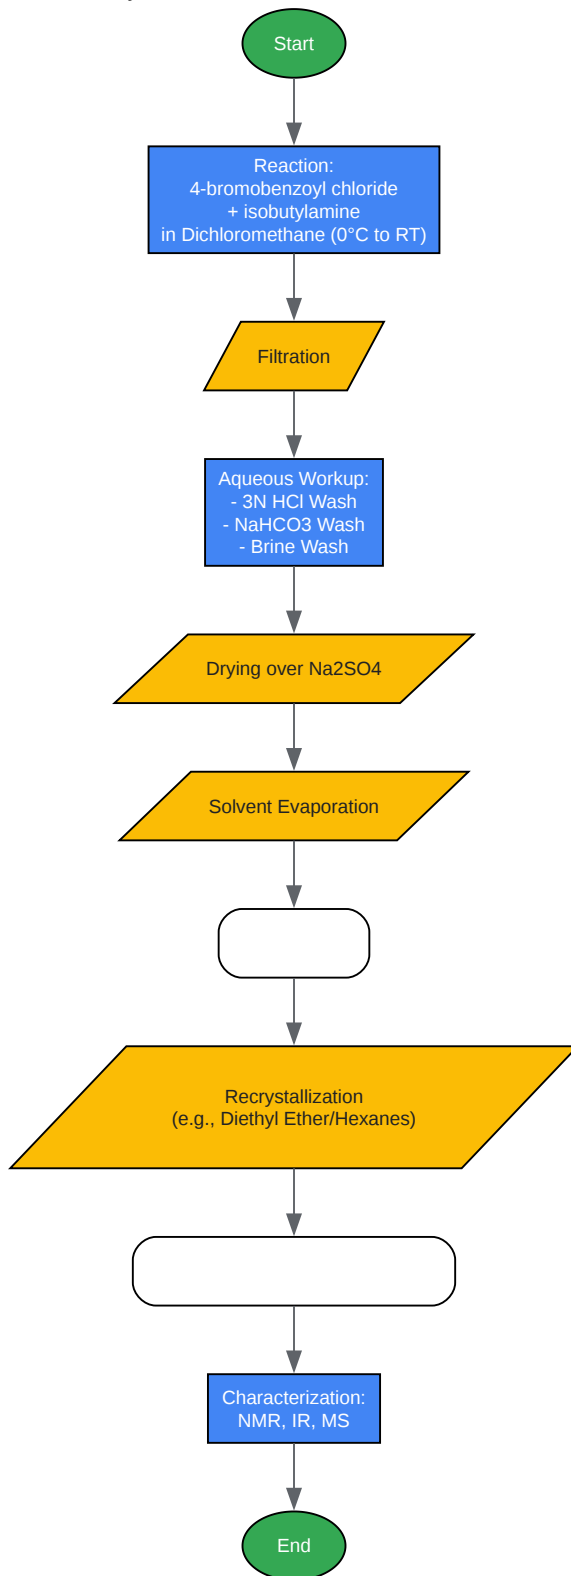 Start
Reaction:
4-bromobenzoyl chloride
+ isobutylamine
in Dichloromethane (0°C to RT)
Filtration
Aqueous Workup:
- 3N HCl Wash
- NaHCO3 Wash
- Brine Wash
Drying over Na2SO4
Solvent Evaporation
Recrystallization
(e.g., Diethyl Ether/Hexanes)
Characterization:
NMR, IR, MS
End